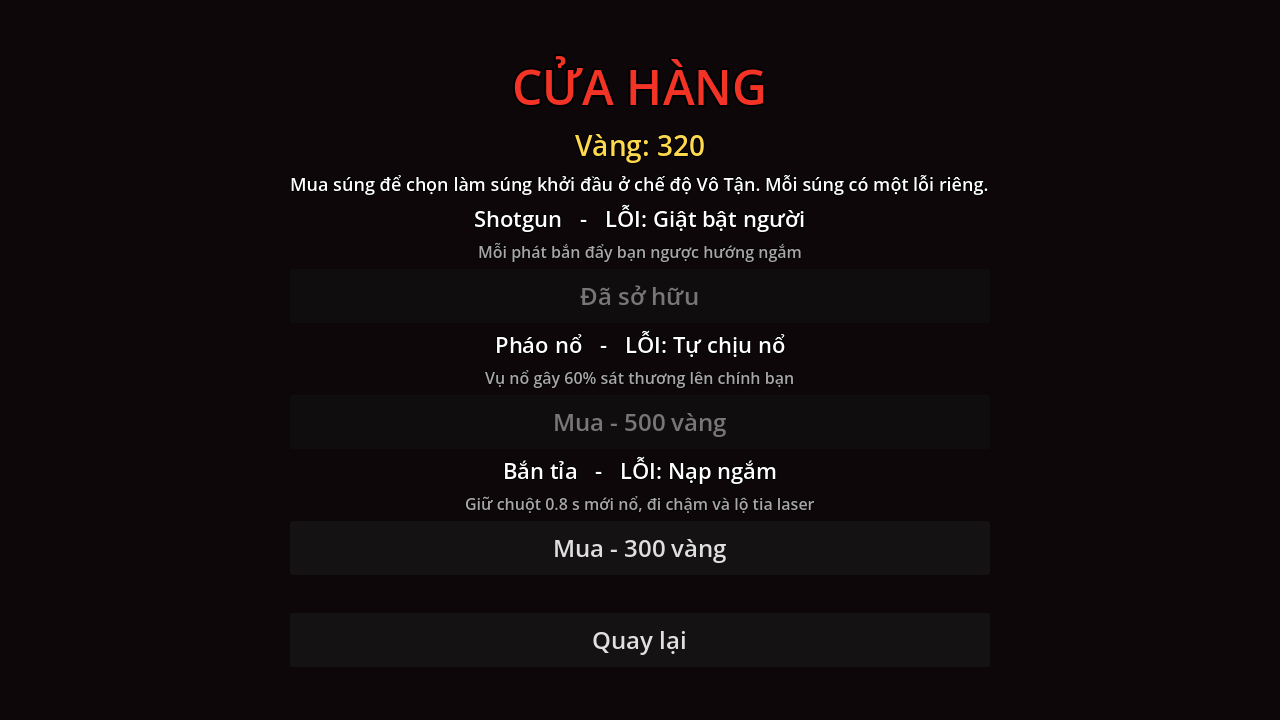 CỬA HÀNG
Vàng: 320
Mua súng để chọn làm súng khởi đầu ở chế độ Vô Tận. Mỗi súng có một lỗi riêng.
Shotgun - LỖI: Giật bật người
Mỗi phát bắn đẩy bạn ngược hướng ngắm
Đã sở hữu
Pháo nổ - LỖI: Tự chịu nổ
Vụ nổ gây 60% sát thương lên chính bạn
Mua - 500 vàng
Bắn tỉa - LỖI: Nạp ngắm
Giữ chuột 0.8 s mới nổ, đi chậm và lộ tia laser
Mua - 300 vàng
Quay lại